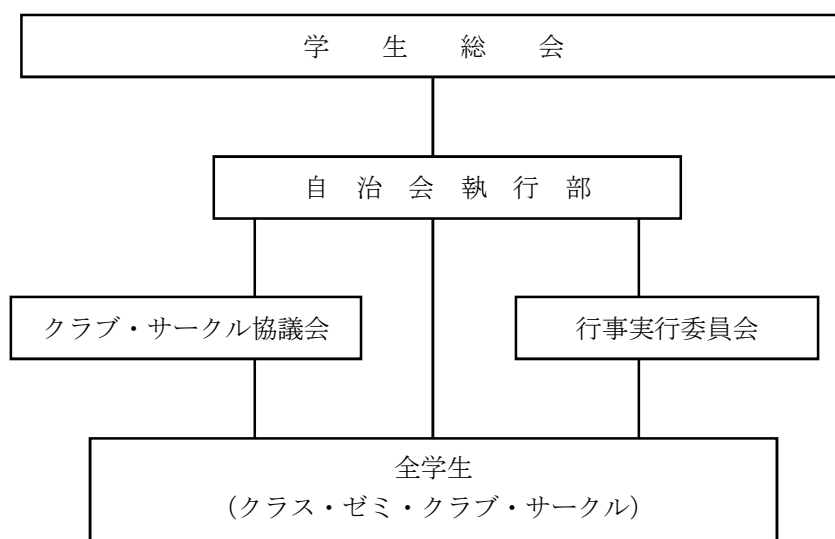 学生総会
自治会執行部
クラブ・サークル協議会
行事実行委員会
全学生
（クラス・ゼミ・クラブ・サークル）